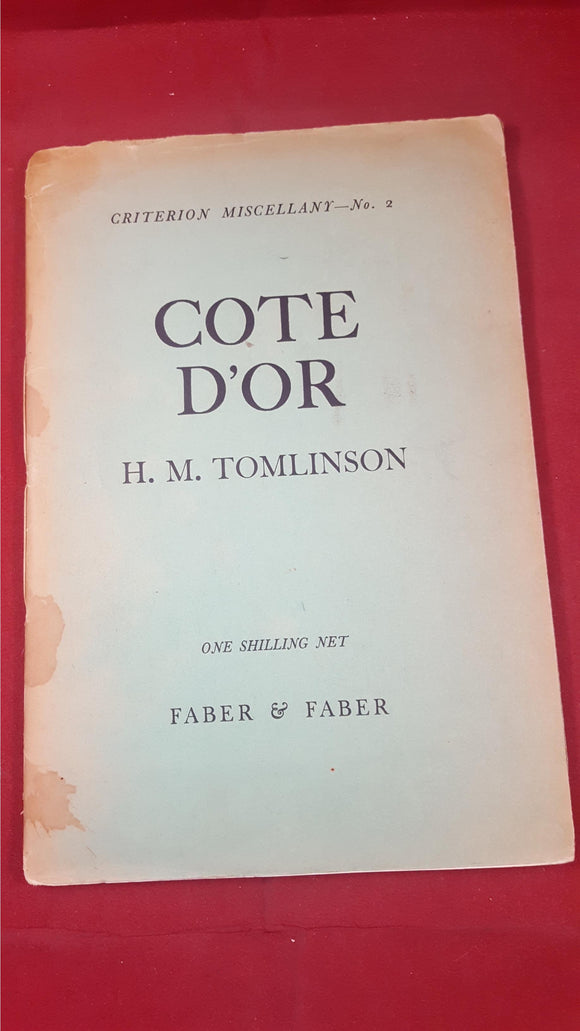 CRITERION MISCELLANY—No. 2
COTE
D'OR
H. M. TOMLINSON
ONE SHILLING NET
FABER & FABER